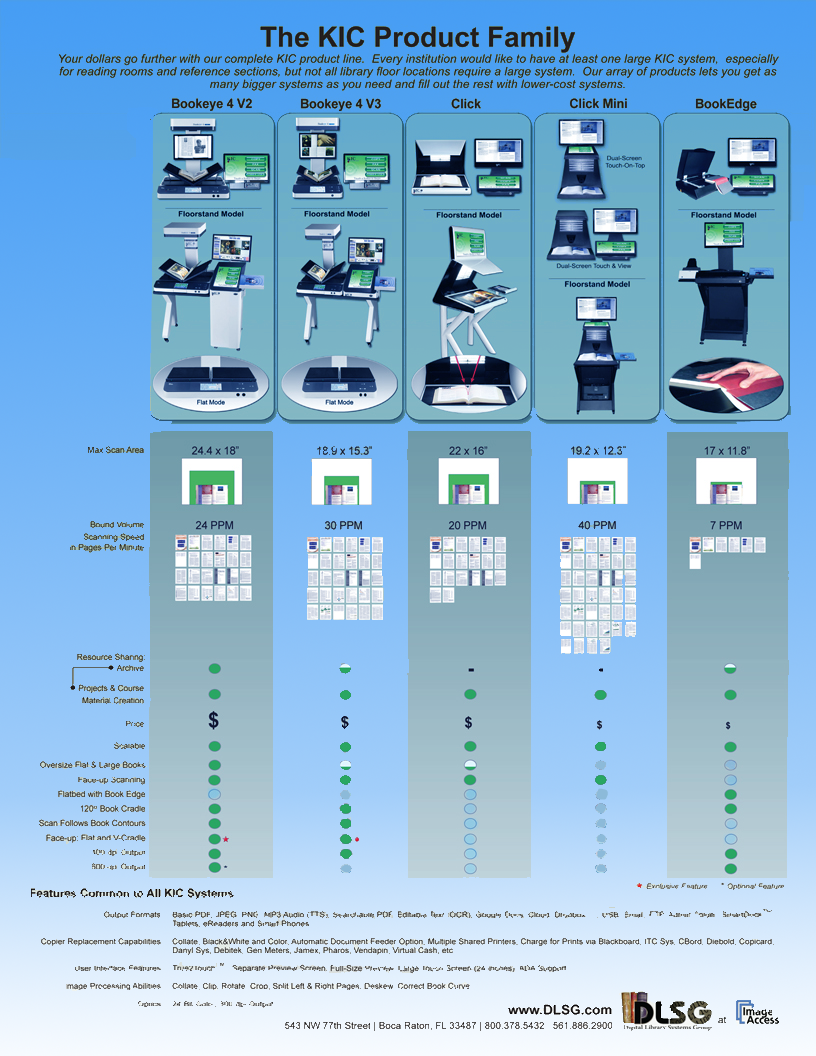 The KIC Product Family
Your dollars go further with our complete KIC product line. Every institution would like to have at least one large KIC system, especially
for reading rooms and reference sections, but not all library floor locations require a large system. Our array of products lets you get as
many bigger systems as you need and fill out the rest with lower-cost systems.
Bookeye 4 V2 Bookeye 4 V3 Click Click Mini BookEdge
Dual-Screen
Touch-On-Top
Floorstand Model Floorstand Model Floorstand Model Floorstand Model
Dual-Screen Touch & View
Floorstand Model
Flat Mode Flat Mode
Max Scan Area 24.4 x 18" 18.9 x 15.3" 22 x 16" 19.2 x 12.3" 17 x 11.8"
Bound Volume 24 PPM 30 PPM 20 PPM 40 PPM 7 PPM
Scanning Speed
in Pages Per Minute
Resource Sharing:
Archive
Projects & Course
Material Creation
Price $ $ $ $ $
Scalable
Oversize Flat & Large Books
Face-up Scanning
Flatbed with Book Edge
120° Book Cradle
Scan Follows Book Contours
Face-up: Flat and V-Cradle
Output
Output
Exclusive Feature * Optional Feature
Features Common to All KIC Systems
Output Formats Basic PDF, JPEG, PNG, MP3 Audio (TTS), Searchable PDF, Editable Text (OCR), Google Docs, Cloud, Dropbox USB, Email, FTP
Tablets, eReaders and Smart Phones
Copier Replacement Capabilities Collate, Black&White and Color, Automatic Document Feeder Option, Multiple Shared Printers, Charge for Prints via Blackboard, ITC Sys, CBord, Diebold, Copicard,
Danyl Sys, Debitek, Gen Meters, Jamex, Pharos, Vendapin, Virtual Cash, etc
User Interface Features Separate Preview Screen, Full-Size Large Touch Screen (24 inches), ADA Support
Image Processing Abilities Collate, Clip, Rotate, Crop, Split Left & Right Pages, Deskew, Correct Book Curve
24 Bit Color, Output
www.DLSG.com
543 NW 77th Street | Boca Raton, FL 33487 | 800.378.5432 561.886.2900
DLSG
Digital Library Systems Group
at
Image
Access